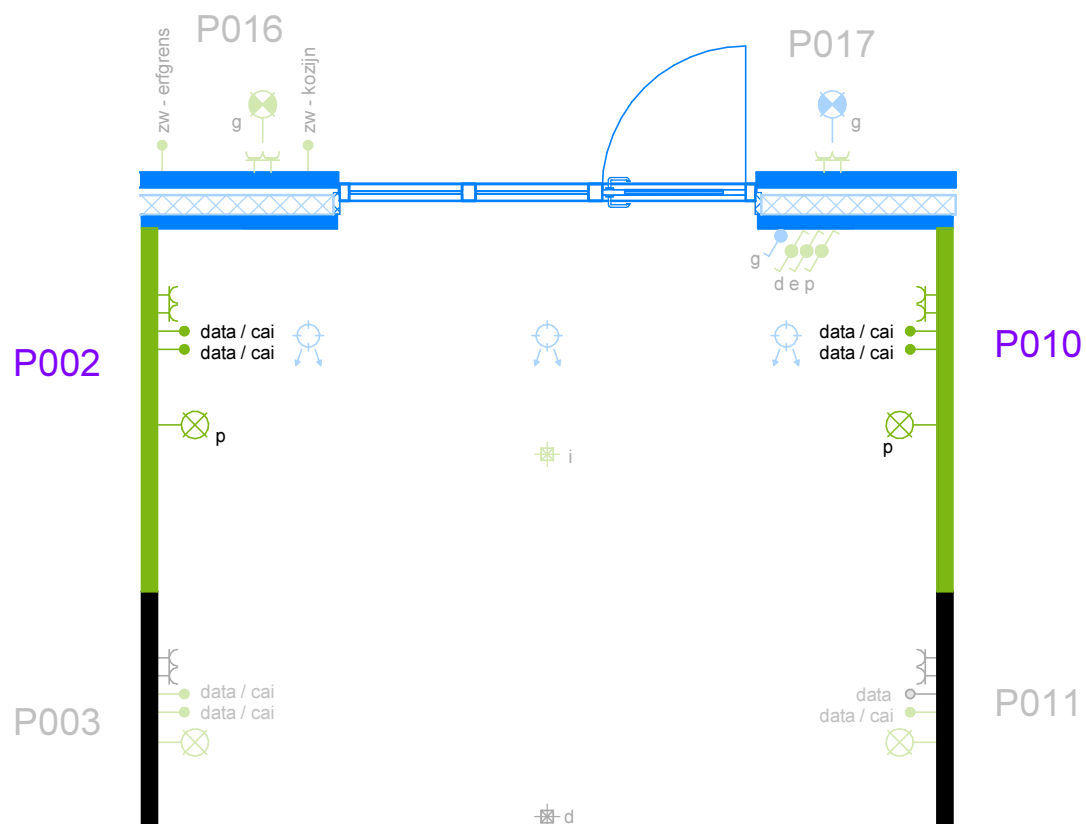 P016
P017
zw - erfgrens
zw - kozijn
g
g
g
d e p
data / cai
data / cai
data / cai
data / cai
P002
P010
p
p
i
data / cai
data
data / cai
data / cai
P003
P011
d